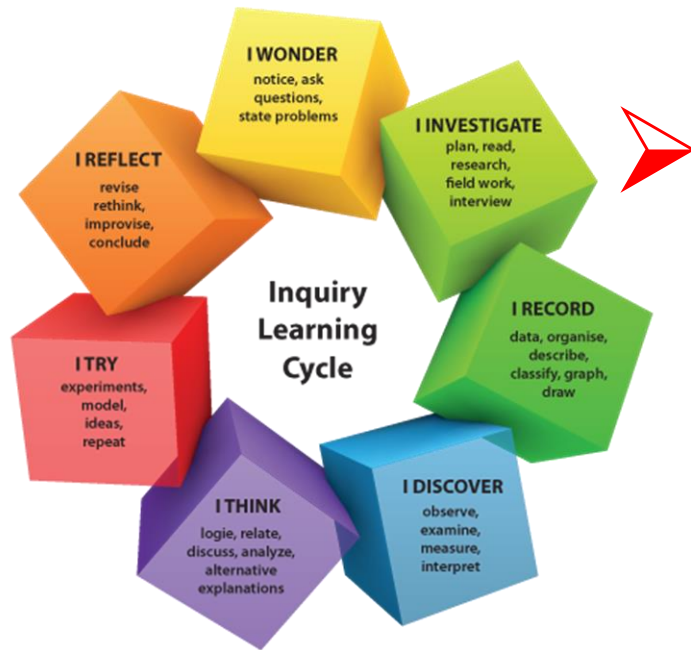 I WONDER
notice, ask
questions,
state problems
I INVESTIGATE
plan, read,
research,
field work,
interview
I RECORD
data, organise,
describe,
classify, graph,
draw
I DISCOVER
observe,
examine,
measure,
interpret
I THINK
logie, relate,
discuss, analyze,
alternative
explanations
I TRY
experiments,
model,
ideas,
repeat
I REFLECT
revise
rethink,
improvise,
conclude
Inquiry
Learning
Cycle